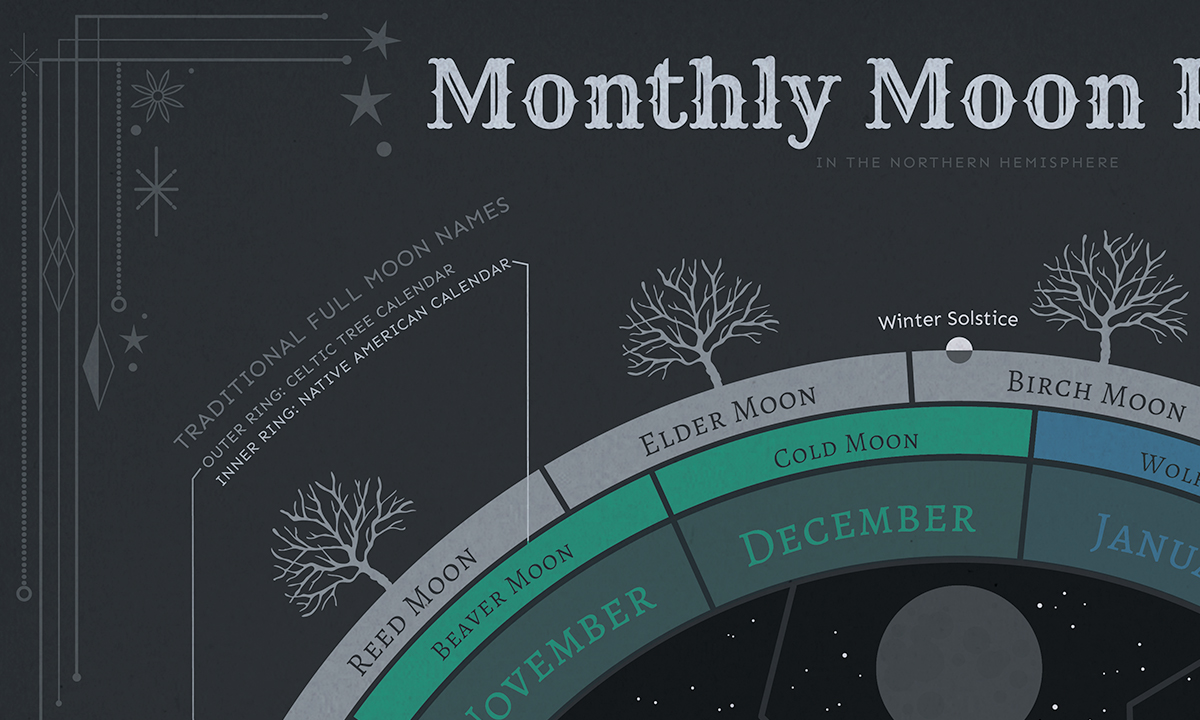 Monthly Moon
IN THE NORTHERN HEMISPHERE
TRADITIONAL FULL MOON NAMES
OUTER RING: CELTIC TREE CALENDAR
INNER RING: NATIVE AMERICAN CALENDAR
Winter Solstice
Reed Moon
Elder Moon
Birch Moon
Beaver Moon
Cold Moon
November
December